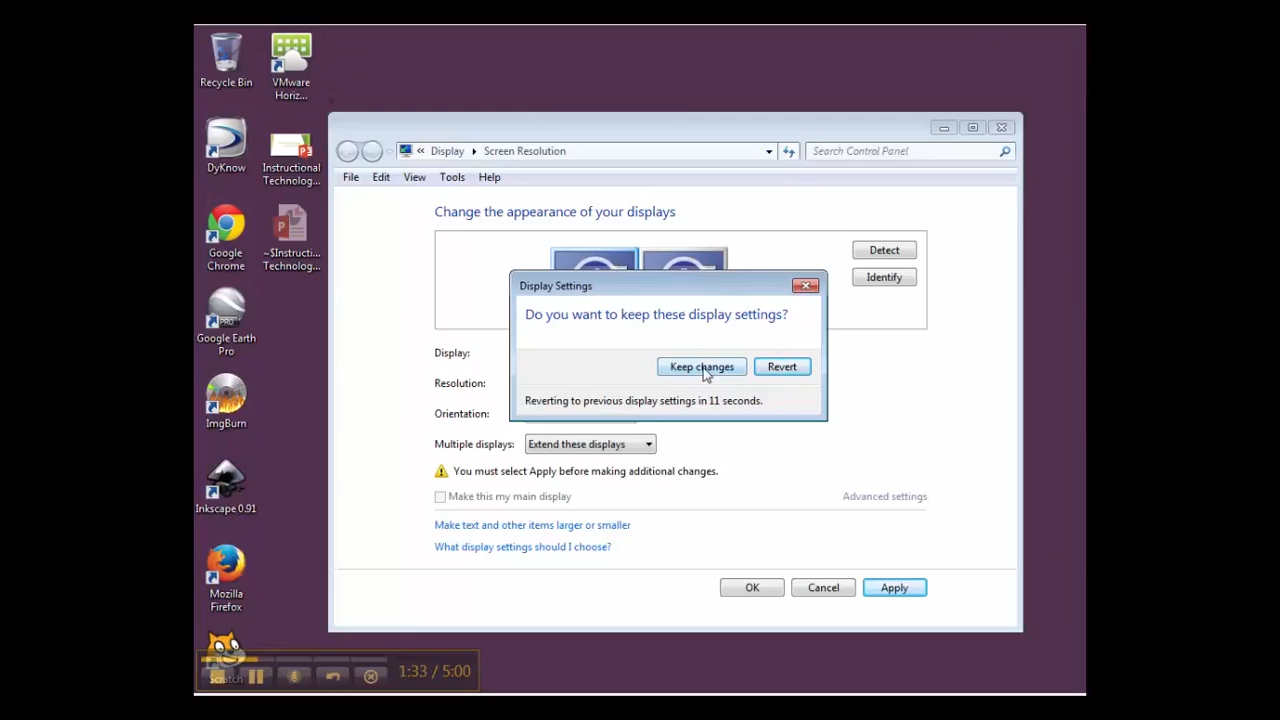 Recycle Bin
VMware
Horiz...
DyKnow
Instructional
Technolog...
Google
Chrome
~$Instructi...
Technolog...
PRO
Google Earth
Pro
ImgBurn
Inkscape 0.91
Mozilla
Firefox
Scratch
« Display ▸ Screen Resolution
Search Control Panel
File Edit View Tools Help
Change the appearance of your displays
Detect
Identify
Display Settings
Do you want to keep these display settings?
Keep changes Revert
Reverting to previous display settings in 11 seconds.
Display:
Resolution:
Orientation:
Multiple displays: Extend these displays
You must select Apply before making additional changes.
Make this my main display
Advanced settings
Make text and other items larger or smaller
What display settings should I choose?
OK Cancel Apply
1:33 / 5:00